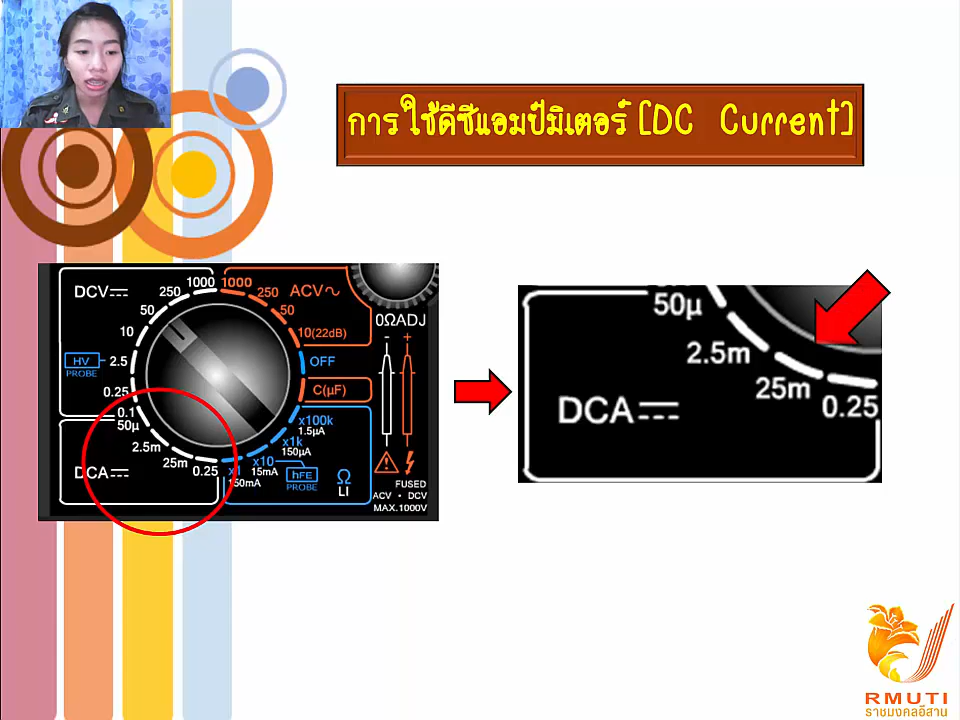 การใช้ดีซีแอมป์มิเตอร์ [DC Current]
DCV
1000
250
50
10
HV
PROBE
2.5
0.25
0.1
50µ
2.5m
25m
0.25
DCA
1000
ACV
250
50
10(22dB)
OFF
C(µF)
x100k
1.5µA
x1k
150µA
x10
15mA
x1
150mA
hFE
PROBE
Ω
LI
0ΩADJ
- +
FUSED
ACV • DCV
MAX.1000V
50µ
2.5m
25m
0.25
DCA
RMUTI
ราชมงคลอีสาน